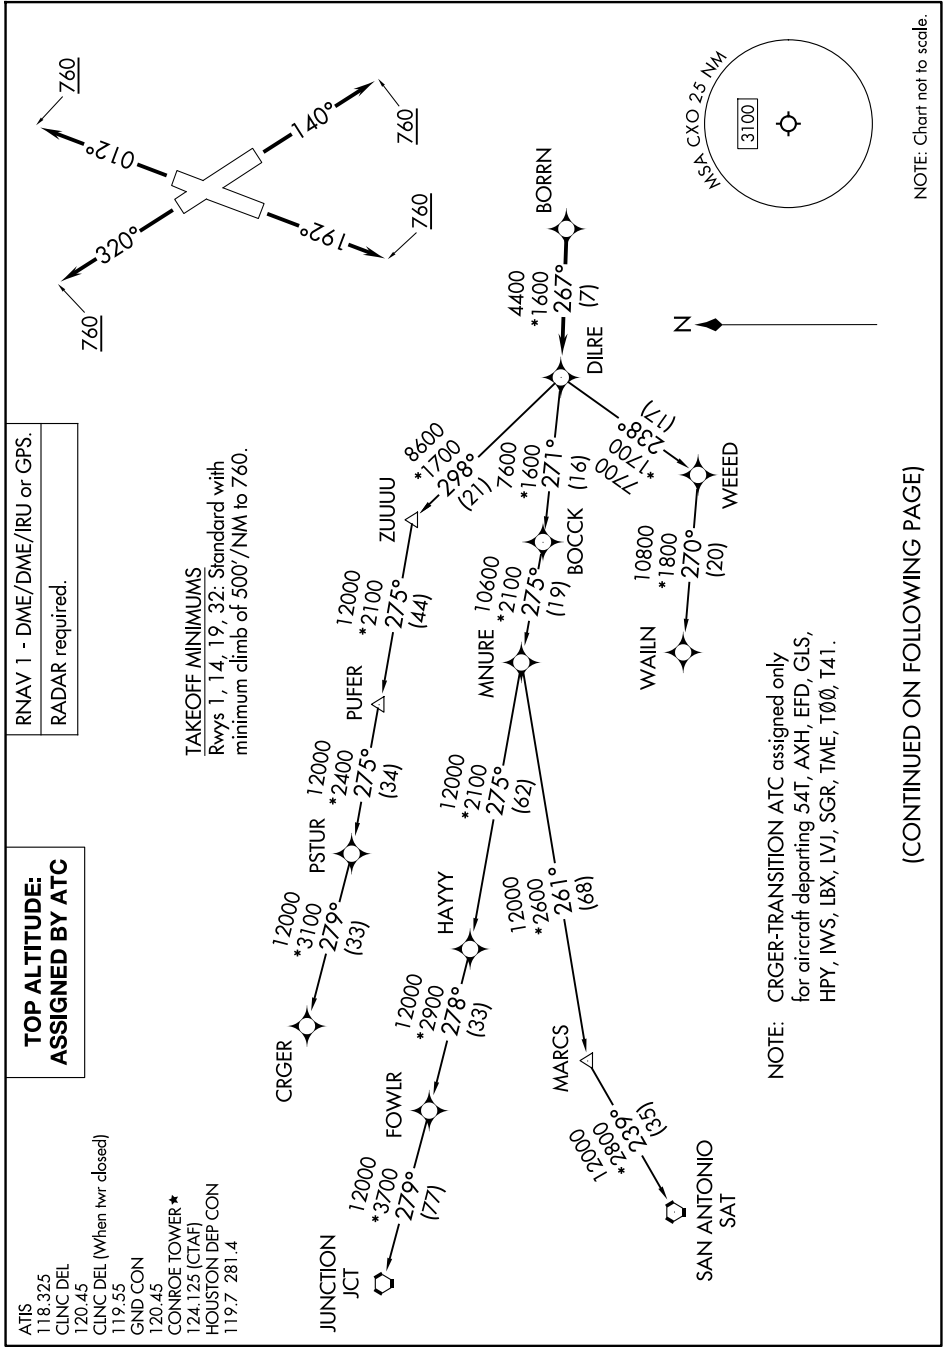 ATIS
118.325
CLNC DEL
120.45
CLNC DEL (When twr closed)
119.55
GND CON
120.45
CONROE TOWER★
124.125 (CTAF)
HOUSTON DEP CON
119.7 281.4
TOP ALTITUDE:
ASSIGNED BY ATC
RNAV 1 - DME/DME/IRU or GPS.
RADAR required.
TAKEOFF MINIMUMS
Rwys 1, 14, 19, 32: Standard with
minimum climb of 500'/NM to 760.
760
320°
760
012°
140°
760
192°
760
CRGER
12000
*3100
279°
(33)
PSTUR
12000
*2400
275°
(34)
PUFER
12000
*2100
275°
(44)
ZUUUU
8600
*1700
298°
(21)
JUNCTION
JCT
12000
*3700
279°
(77)
FOWLR
12000
*2900
278°
(33)
HAYYY
12000
*2100
275°
(62)
MNURE
10600
*2100
275°
(19)
BOCCK
7600
*1600
271°
(16)
DILRE
4400
*1600
267°
(7)
BORRN
SAN ANTONIO
SAT
12000
*2800
239°
(35)
MARCS
12000
*2600
261°
(68)
WAILN
10800
*1800
270°
(20)
WEEED
7700
*1700
238°
(17)
N
MSA CXO 25 NM
3100
NOTE: CRGER-TRANSITION ATC assigned only
for aircraft departing 54T, AXH, EFD, GLS,
HPY, IWS, LBX, LVJ, SGR, TME, TØØ, T41.
(CONTINUED ON FOLLOWING PAGE)
NOTE: Chart not to scale.